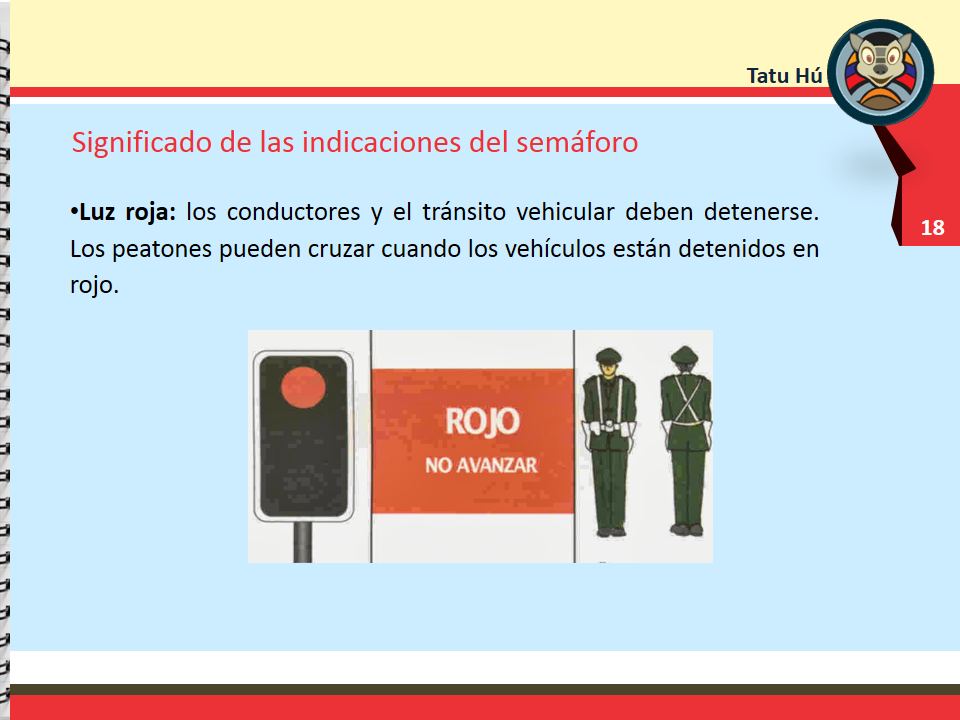 Tatu Hú
Significado de las indicaciones del semáforo
18
•Luz roja: los conductores y el tránsito vehicular deben detenerse.
Los peatones pueden cruzar cuando los vehículos están detenidos en
rojo.
ROJO
NO AVANZAR